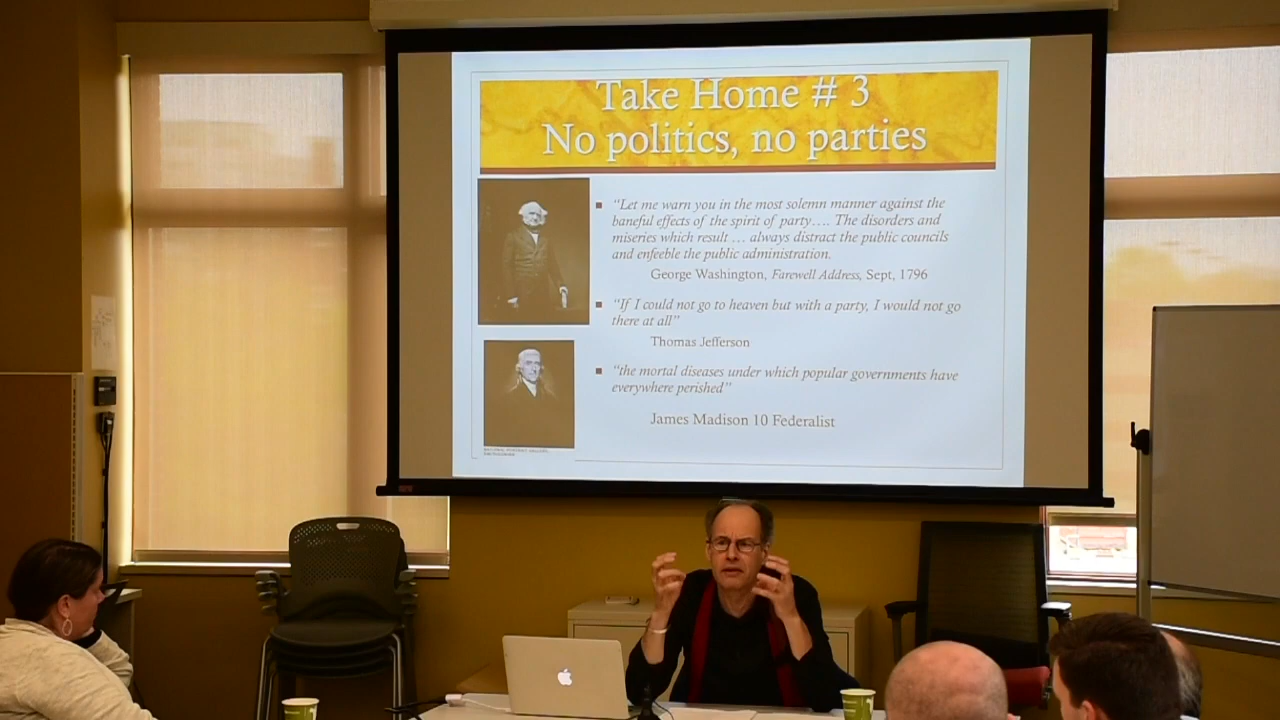 Take Home # 3
No politics, no parties
“Let me warn you in the most solemn manner against the
baneful effects of the spirit of party…. The disorders and
miseries which result … always distract the public councils
and enfeeble the public administration.
George Washington, Farewell Address, Sept, 1796
“If I could not go to heaven but with a party, I would not go
there at all”
Thomas Jefferson
“the mortal diseases under which popular governments have
everywhere perished”
James Madison 10 Federalist
NATIONAL PORTRAIT GALLERY,
SMITHSONIAN